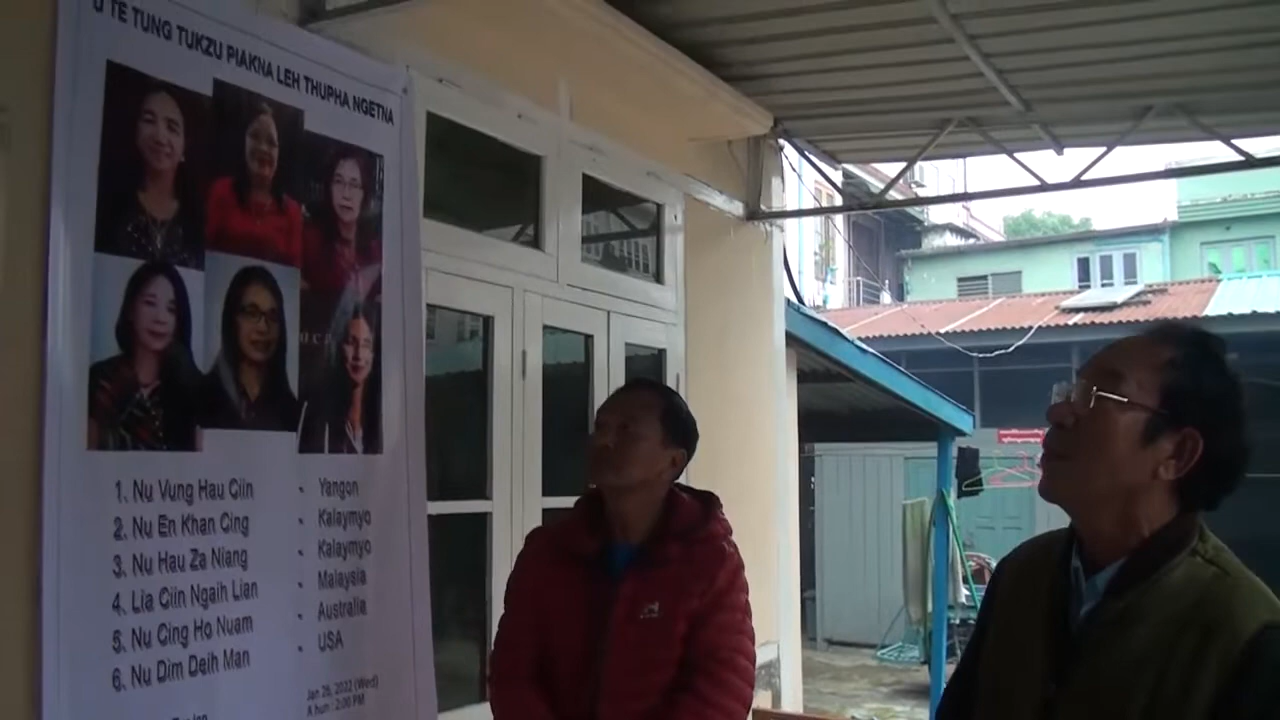 U TE TUNG TUKZU PIAKNA LEH THUPHA NGETNA
1. Nu Vung Hau Ciin - Yangon
2. Nu En Khan Cing - Kalaymyo
3. Nu Hau Za Niang - Kalaymyo
4. Lia Ciin Ngaih Lian - Malaysia
5. Nu Cing Ho Nuam - Australia
6. Nu Dim Deih Man - USA
Jan 26, 2022 (Wed)
A hun : 2:00 PM